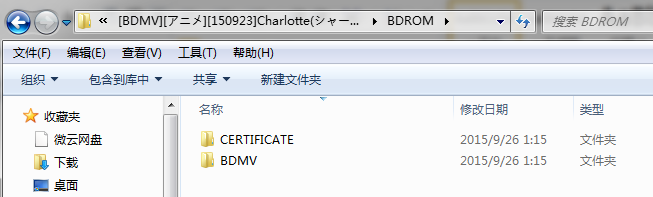 « [BDMV][アニメ][150923]Charlotte(シャー... ▸ BDROM ▸ 搜索 BDROM
文件(F) 编辑(E) 查看(V) 工具(T) 帮助(H)
组织 包含到库中 共享 新建文件夹
收藏夹
微云网盘
下载
桌面
名称 修改日期 类型
CERTIFICATE 2015/9/26 1:15 文件夹
BDMV 2015/9/26 1:15 文件夹